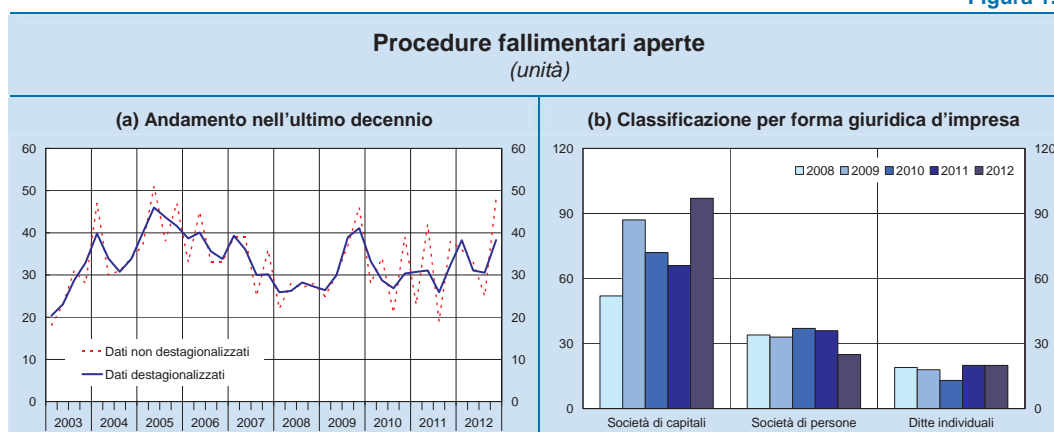 Figura 1.
Procedure fallimentari aperte
(unità)
(a) Andamento nell'ultimo decennio
60 60
50 50
40 40
30 30
20 20
10 10
0 0
Dati non destagionalizzati
Dati destagionalizzati
2003 2004 2005 2006 2007 2008 2009 2010 2011 2012
(b) Classificazione per forma giuridica d'impresa
120 120
2008 2009 2010 2011 2012
90 90
60 60
30 30
0 0
Società di capitali Società di persone Ditte individuali